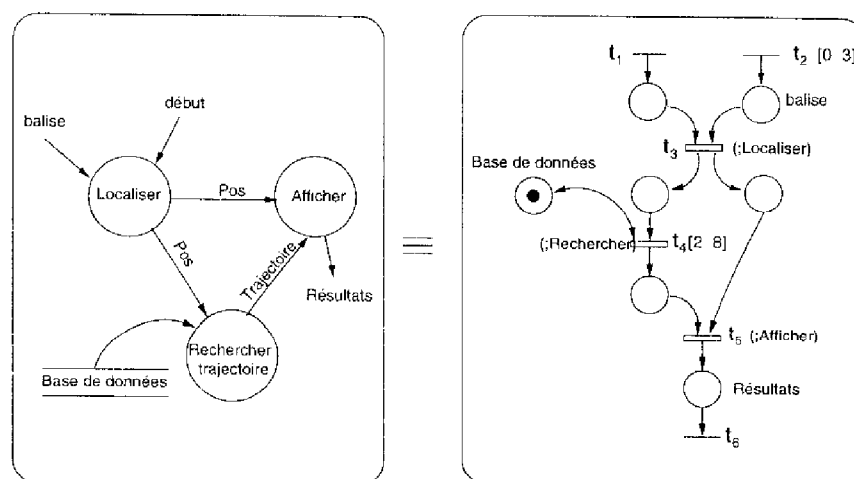 début
balise
Localiser
Pos
Afficher
Pos
Trajectoire
Résultats
Rechercher
trajectoire
Base de données
t1
t2 [0 3]
balise
t3 (;Localiser)
Base de données
(;Rechercher)
t4[2 8]
t5 (;Afficher)
Résultats
t6